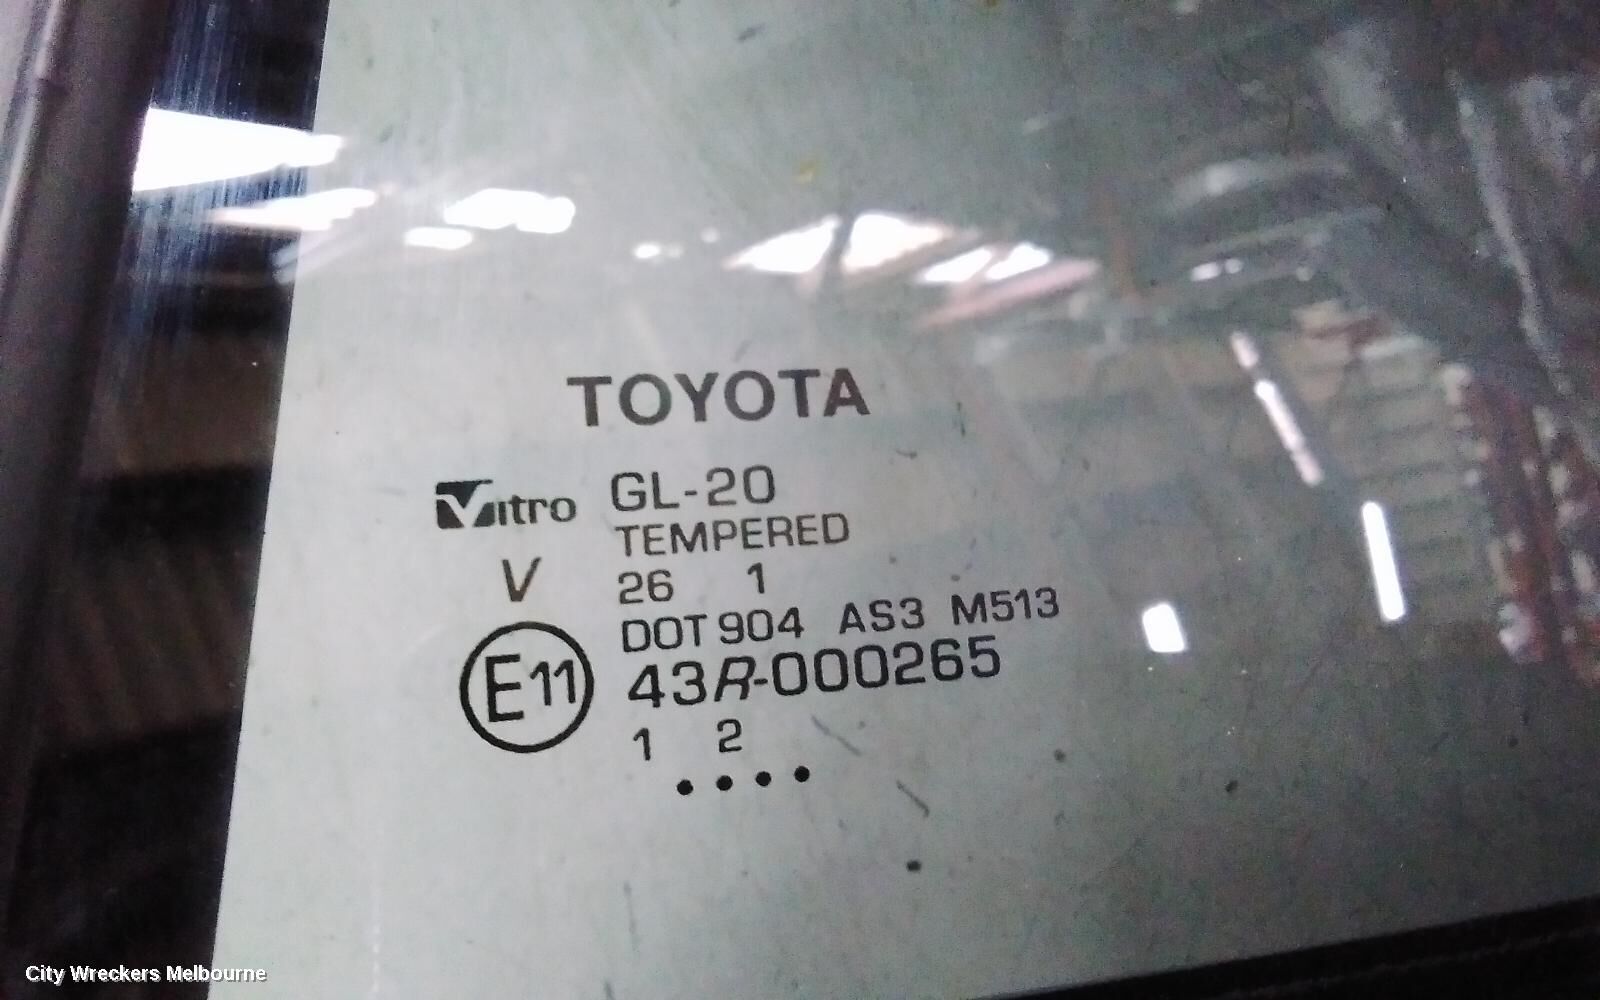 TOYOTA
Vitro GL-20
TEMPERED
V 26 1
DOT 904 AS3 M513
E11 43R-000265
1 2
• • • •
City Wreckers Melbourne